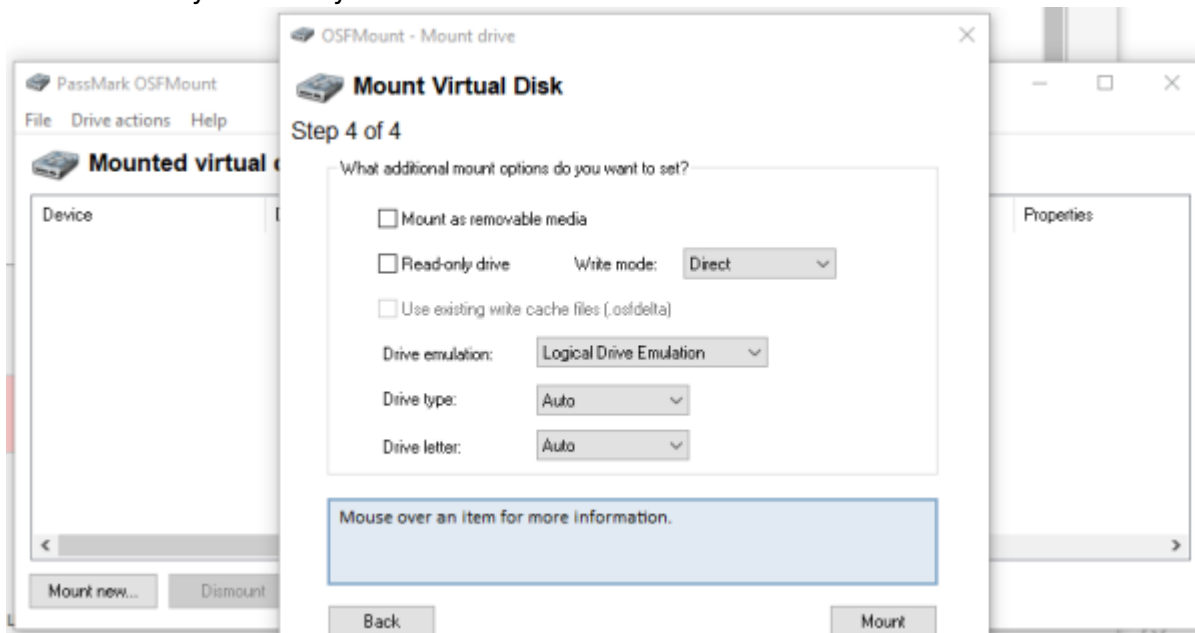 OSFMount - Mount drive
Mount Virtual Disk
Step 4 of 4
What additional mount options do you want to set?
Mount as removable media
Read-only drive Write mode: Direct
Use existing write cache files (.osfdelta)
Drive emulation: Logical Drive Emulation
Drive type: Auto
Drive letter: Auto
Mouse over an item for more information.
Back Mount
PassMark OSFMount
File Drive actions Help
Mounted virtual
Device Properties
Mount new... Dismount